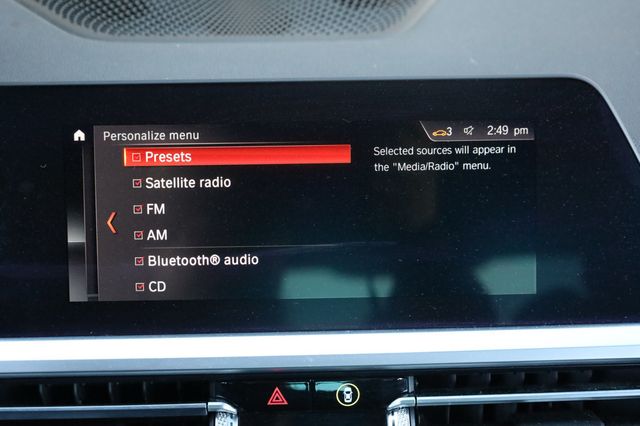 Personalize menu
3 2:49 pm
Presets
Selected sources will appear in
the "Media/Radio" menu.
Satellite radio
FM
AM
Bluetooth® audio
CD